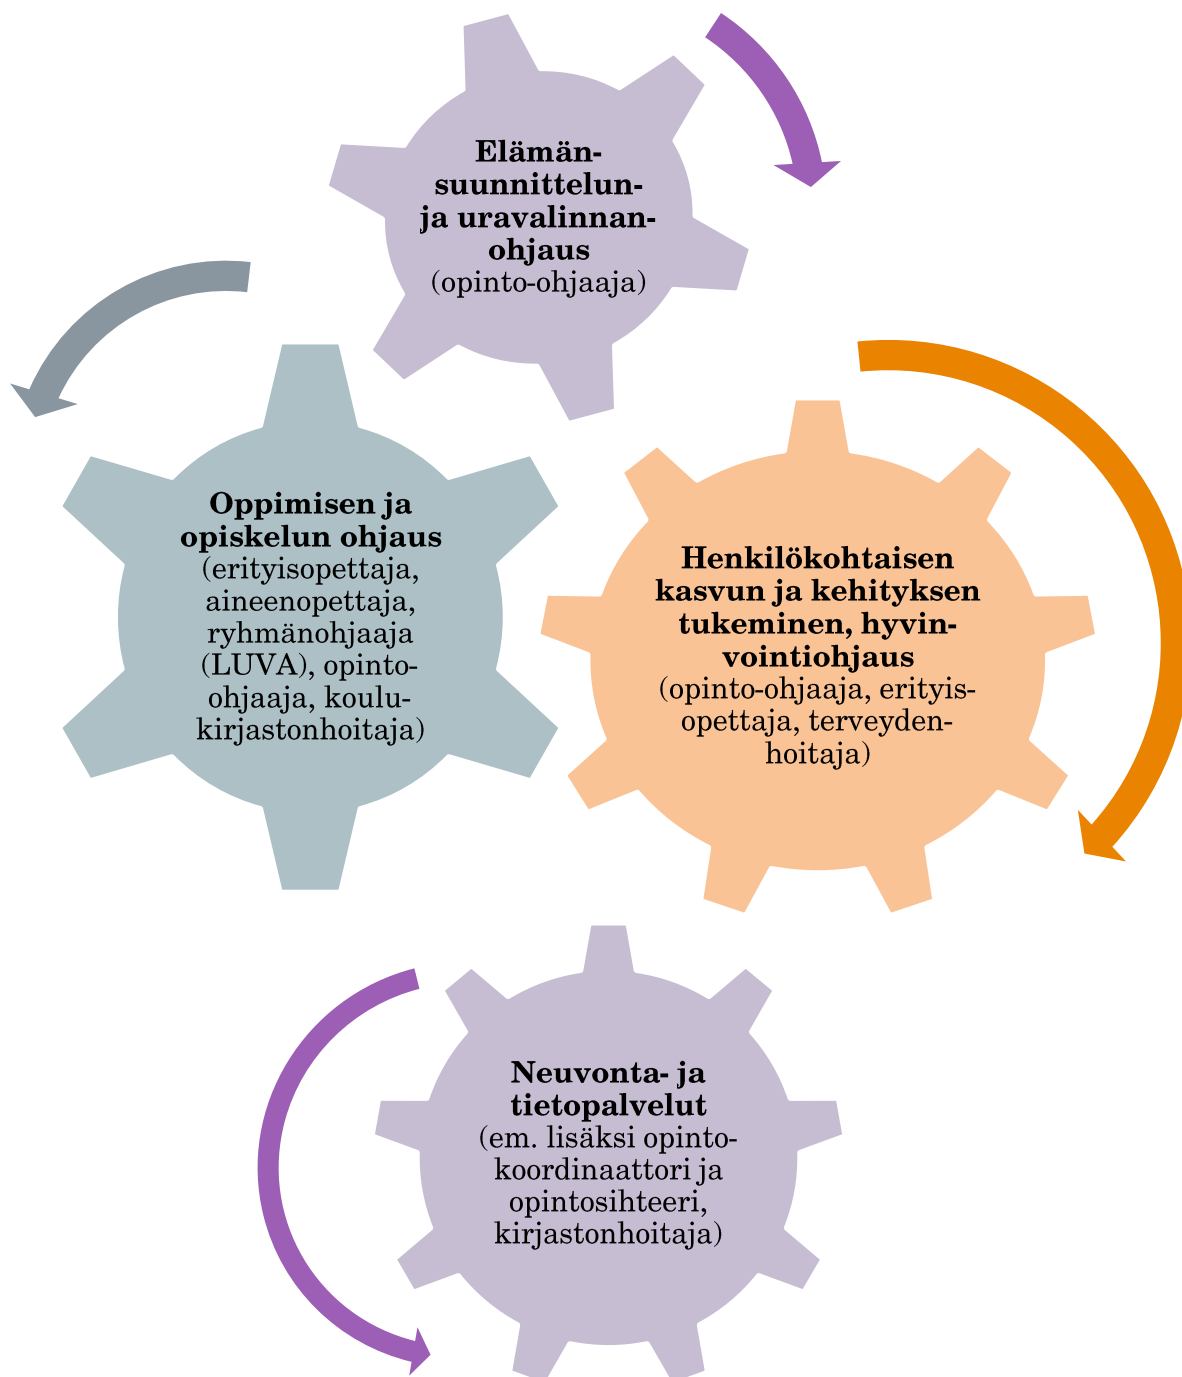 Elämän-
suunnittelun-
ja uravalinnan-
ohjaus
(opinto-ohjaaja)
Oppimisen ja
opiskelun ohjaus
(erityisopettaja,
aineenopettaja,
ryhmänohjaaja
(LUVA), opinto-
ohjaaja, koulu-
kirjastonhoitaja)
Henkilökohtaisen
kasvun ja kehityksen
tukeminen, hyvin-
vointiohjaus
(opinto-ohjaaja, erityis-
opettaja, terveyden-
hoitaja)
Neuvonta- ja
tietopalvelut
(em. lisäksi opinto-
koordinaattori ja
opintosihteeri,
kirjastonhoitaja)